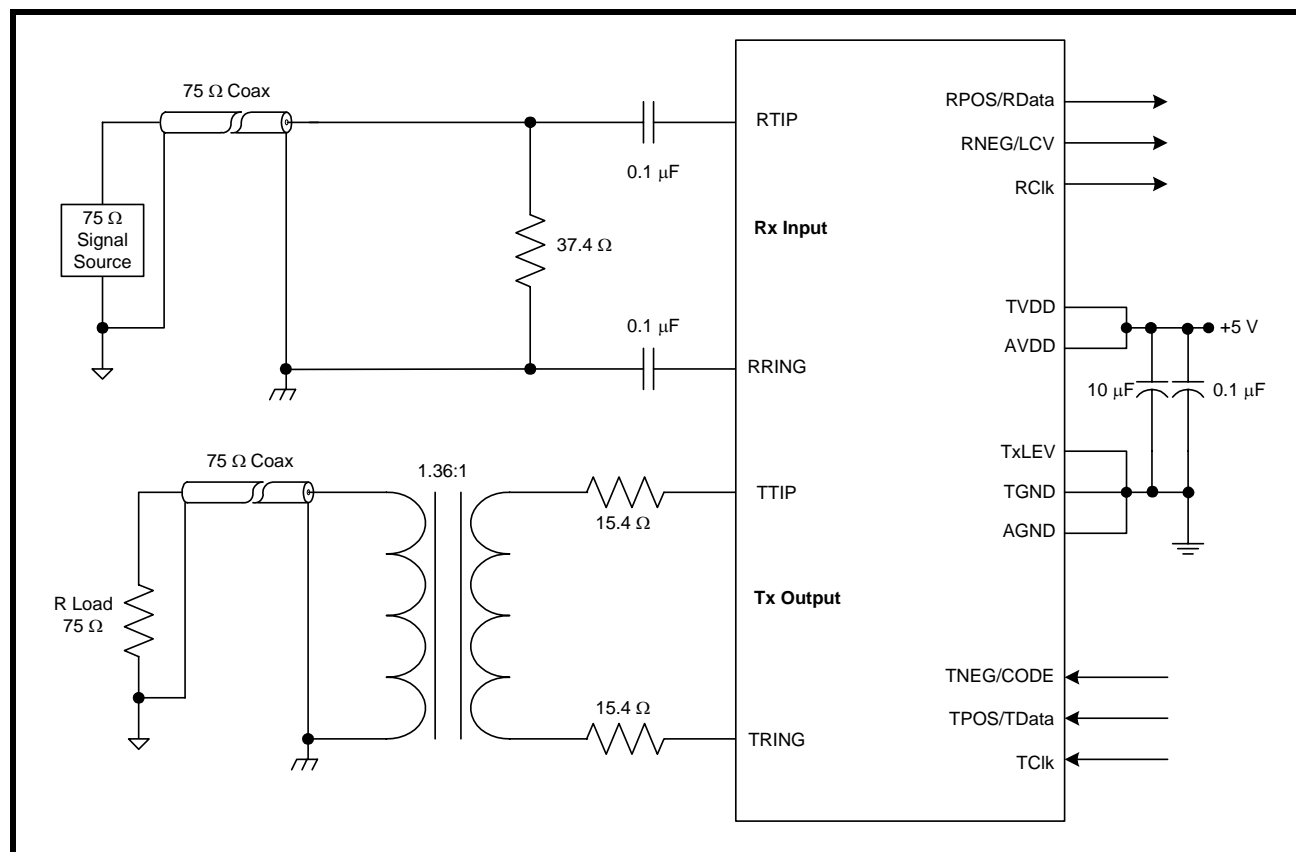 75 Ω Coax
RTIP
0.1 μF
75 Ω
Signal
Source
37.4 Ω
Rx Input
0.1 μF
RRING
75 Ω Coax
1.36:1
TTIP
15.4 Ω
R Load
75 Ω
Tx Output
15.4 Ω
TRING
RPOS/RData
RNEG/LCV
RClk
TVDD
+5 V
AVDD
10 μF
0.1 μF
TxLEV
TGND
AGND
TNEG/CODE
TPOS/TData
TClk